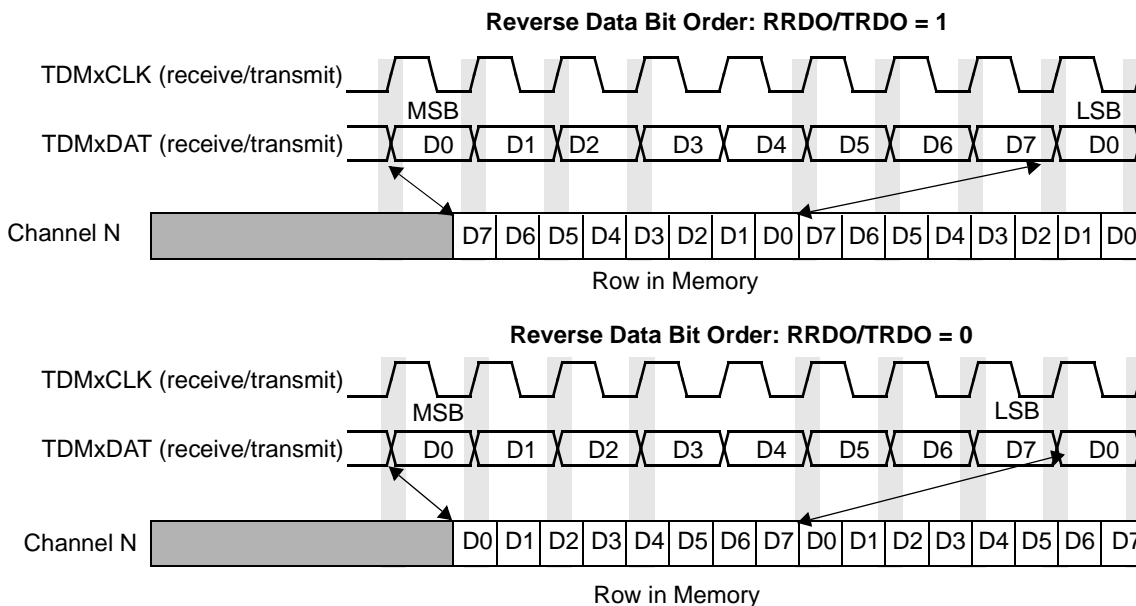 Reverse Data Bit Order: RRDO/TRDO = 1
TDMxCLK (receive/transmit)
MSB LSB
TDMxDAT (receive/transmit) D0 D1 D2 D3 D4 D5 D6 D7 D0
Channel N D7 D6 D5 D4 D3 D2 D1 D0 D7 D6 D5 D4 D3 D2 D1 D0
Row in Memory
Reverse Data Bit Order: RRDO/TRDO = 0
TDMxCLK (receive/transmit)
MSB LSB
TDMxDAT (receive/transmit) D0 D1 D2 D3 D4 D5 D6 D7 D0
Channel N D0 D1 D2 D3 D4 D5 D6 D7 D0 D1 D2 D3 D4 D5 D6 D7
Row in Memory